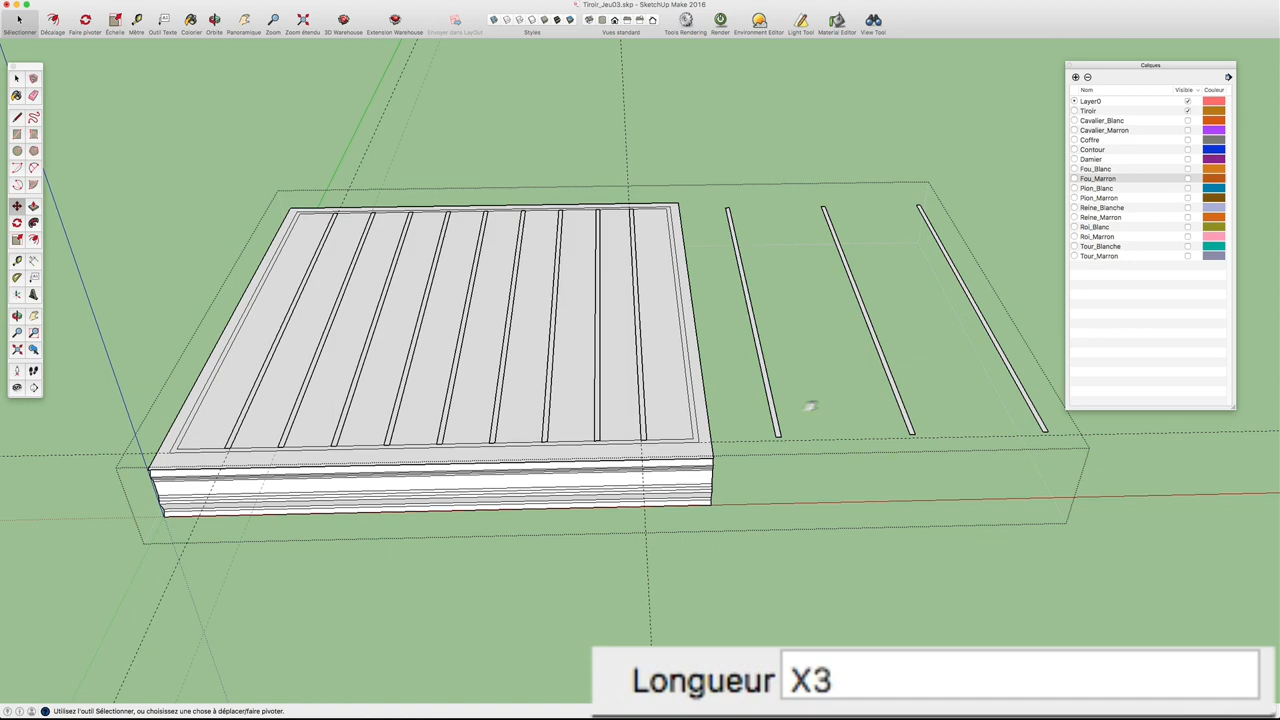 Tiroir_Jeu03.skp - SketchUp Make 2016
Sélectionner Décalage Faire pivoter Échelle Mètre Outil Texte Colorier Orbite Panoramique Zoom Zoom étendu 3D Warehouse Extension Warehouse Envoyer dans LayOut Styles Vues standard Tools Rendering Render Environment Editor Light Tool Material Editor View Tool
Calques
Nom Visible Couleur
Layer0
Tiroir
Cavalier_Blanc
Cavalier_Marron
Coffre
Contour
Damier
Fou_Blanc
Fou_Marron
Pion_Blanc
Pion_Marron
Reine_Blanche
Reine_Marron
Roi_Blanc
Roi_Marron
Tour_Blanche
Tour_Marron
Longueur X3
Utilisez l'outil Sélectionner, ou choisissez une chose à déplacer/faire pivoter.